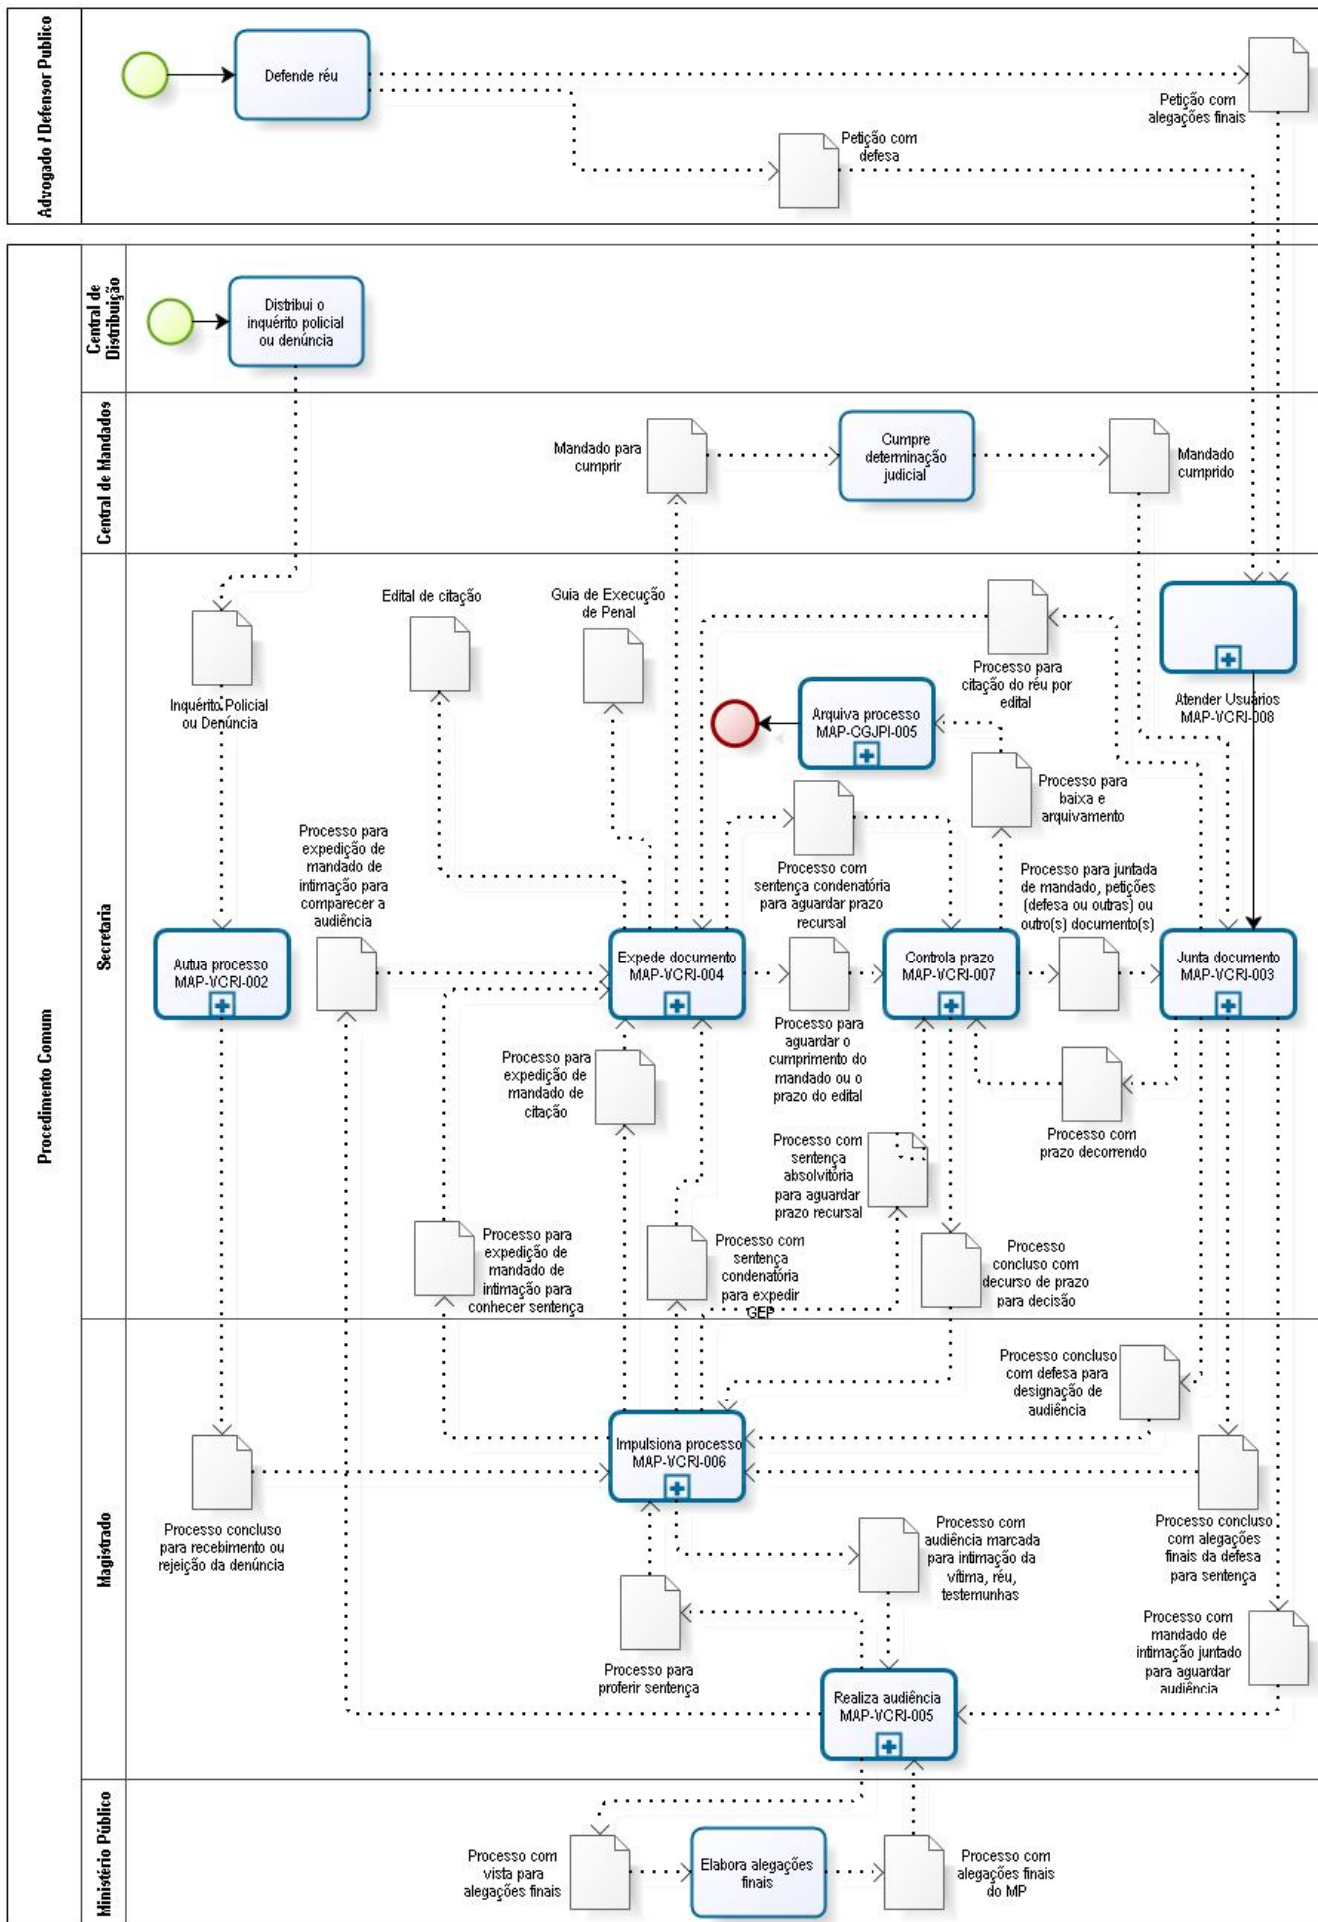 Advogado / Defensor Publico
Defende réu
Petição com
alegações finais
Petição com
defesa
Procedimento Comum
Central de
Distribuição
Distribui o
inquérito policial
ou denúncia
Central de Mandados
Mandado para
cumprir
Cumpre
determinação
judicial
Mandado
cumprido
Secretaria
Edital de citação
Guia de Execução
de Penal
Inquérito Policial
ou Denúncia
Processo para
citação do réu por
edital
Atender Usuários
MAP-VCRI-008
Arquiva processo
MAP-CGJPI-005
Processo para
baixa e
arquivamento
Processo para
expedição de
mandado de
intimação para
comparecer a
audiência
Processo com
sentença condenatória
para aguardar prazo
recursal
Processo para juntada
de mandado, petições
(defesa ou outras) ou
outro(s) documento(s)
Autua processo
MAP-VCRI-002
Expede documento
MAP-VCRI-004
Controla prazo
MAP-VCRI-007
Junta documento
MAP-VCRI-003
Processo para
expedição de
mandado de
citação
Processo para
aguardar o
cumprimento do
mandado ou o
prazo do edital
Processo com
prazo decorrendo
Processo com
sentença
absolvitória
para aguardar
prazo recursal
Processo para
expedição de
mandado de
intimação para
conhecer sentença
Processo com
sentença
condenatória
para expedir
GEP
Processo
concluso com
decurso de prazo
para decisão
Magistrado
Processo concluso
com defesa para
designação de
audiência
Impulsiona processo
MAP-VCRI-006
Processo concluso
para recebimento ou
rejeição da denúncia
Processo com
audiência marcada
para intimação da
vítima, réu,
testemunhas
Processo concluso
com alegações
finais da defesa
para sentença
Processo para
proferir sentença
Processo com
mandado de
intimação juntado
para aguardar
audiência
Realiza audiência
MAP-VCRI-005
Ministério Público
Processo com
vista para
alegações finais
Elabora alegações
finais
Processo com
alegações finais
do MP